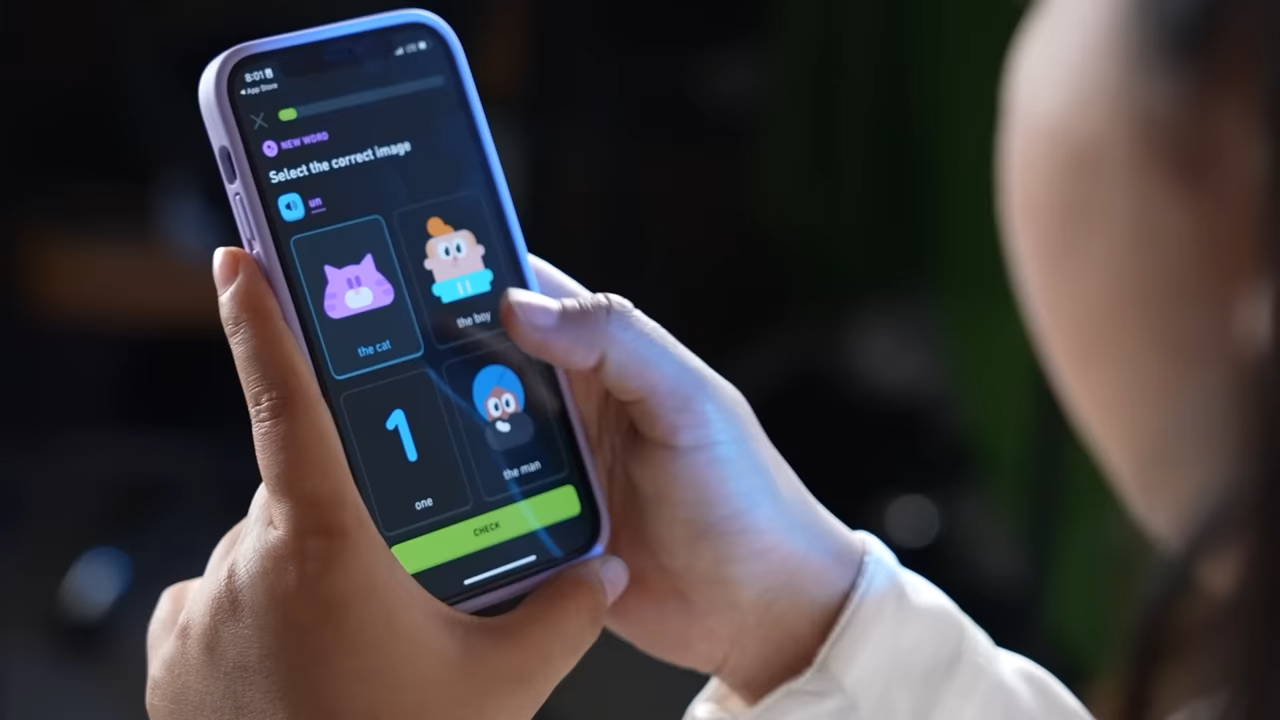 8:01
◀ App Store
NEW WORD
Select the correct image
un
the cat
the boy
1
one
the man
CHECK